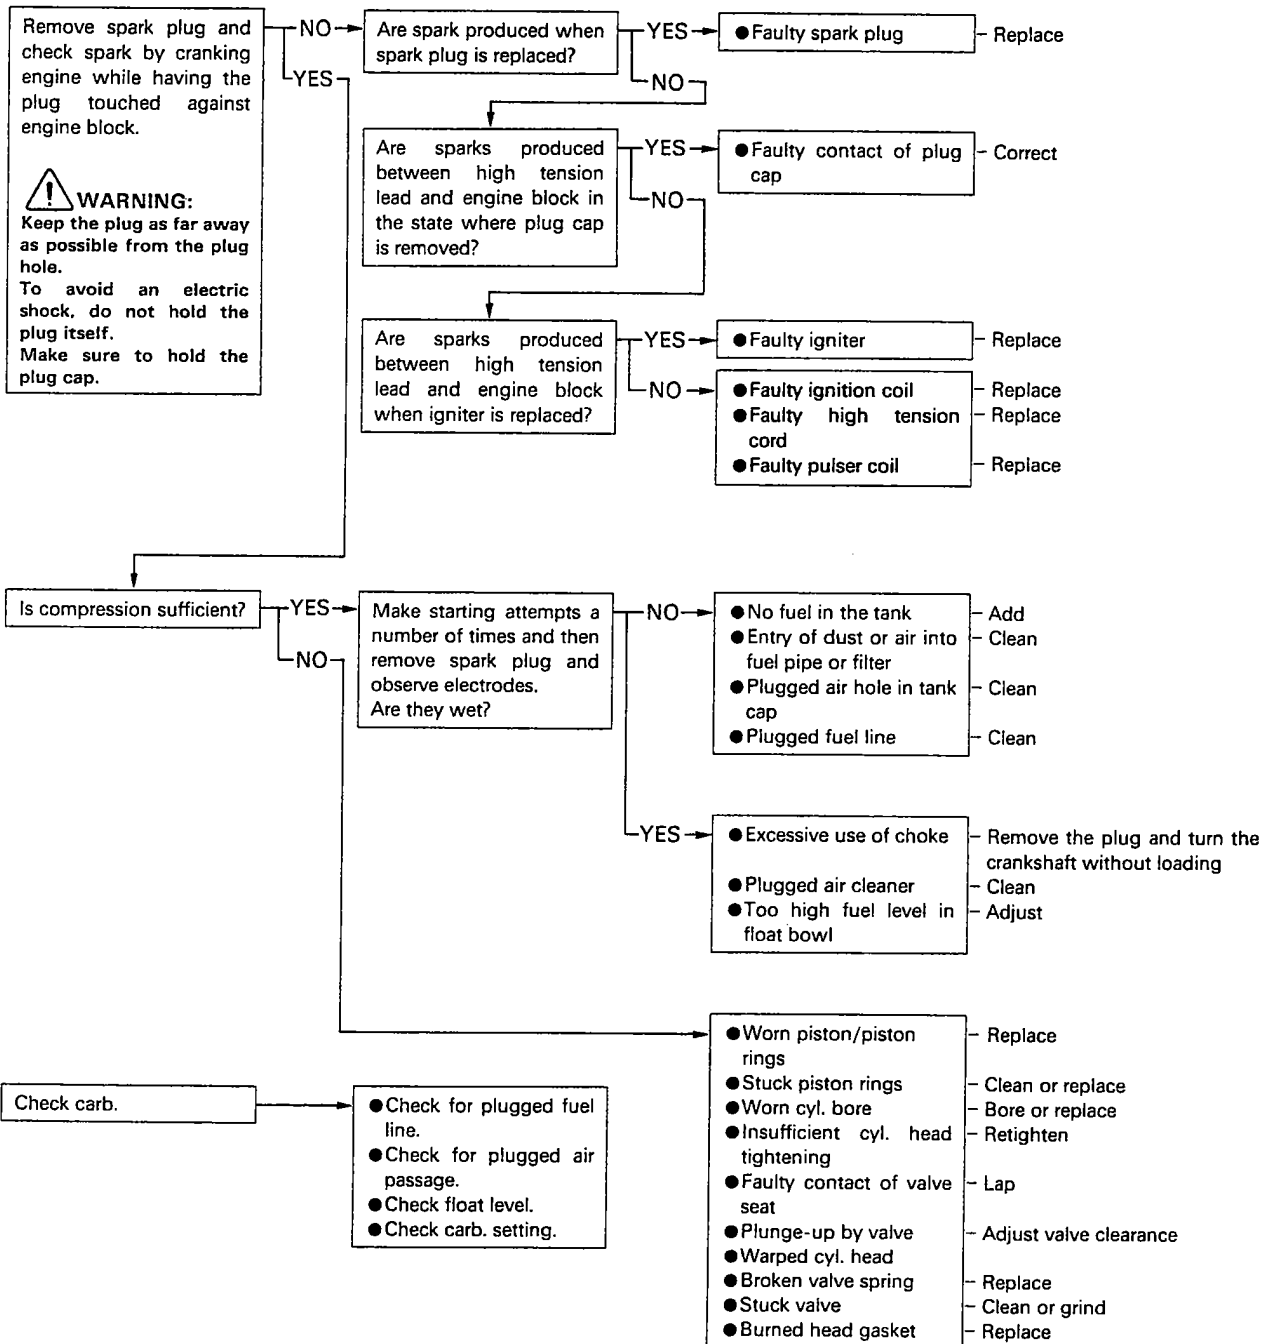 Remove spark plug and
check spark by cranking
engine while having the
plug touched against
engine block.
WARNING:
Keep the plug as far away
as possible from the plug
hole.
To avoid an electric
shock, do not hold the
plug itself.
Make sure to hold the
plug cap.
NO
YES
Are spark produced when
spark plug is replaced?
YES
NO
● Faulty spark plug
– Replace
Are sparks produced
between high tension
lead and engine block in
the state where plug cap
is removed?
YES
NO
● Faulty contact of plug
cap
– Correct
Are sparks produced
between high tension
lead and engine block
when igniter is replaced?
YES
NO
● Faulty igniter
– Replace
● Faulty ignition coil
– Replace
● Faulty high tension
cord
– Replace
● Faulty pulser coil
– Replace
Is compression sufficient?
YES
NO
Make starting attempts a
number of times and then
remove spark plug and
observe electrodes.
Are they wet?
NO
● No fuel in the tank
– Add
● Entry of dust or air into
fuel pipe or filter
– Clean
● Plugged air hole in tank
cap
– Clean
● Plugged fuel line
– Clean
YES
● Excessive use of choke
– Remove the plug and turn the
crankshaft without loading
● Plugged air cleaner
– Clean
● Too high fuel level in
float bowl
– Adjust
● Worn piston/piston
rings
– Replace
● Stuck piston rings
– Clean or replace
● Worn cyl. bore
– Bore or replace
● Insufficient cyl. head
tightening
– Retighten
● Faulty contact of valve
seat
– Lap
● Plunge-up by valve
– Adjust valve clearance
● Warped cyl. head
● Broken valve spring
– Replace
● Stuck valve
– Clean or grind
● Burned head gasket
– Replace
Check carb.
● Check for plugged fuel
line.
● Check for plugged air
passage.
● Check float level.
● Check carb. setting.